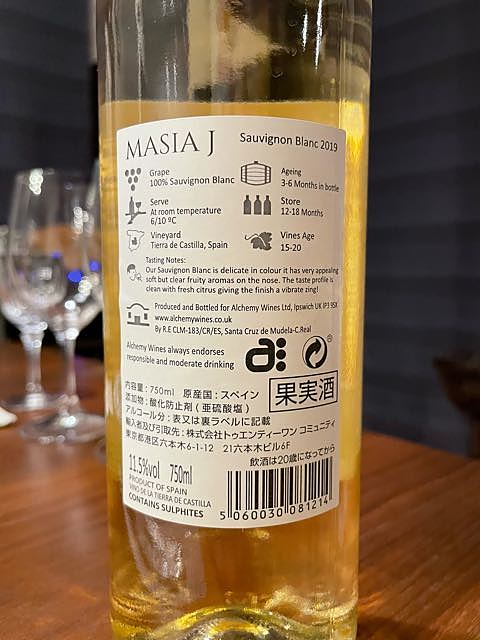 MASIA J
Sauvignon Blanc 2019
Grape
100% Sauvignon Blanc
Ageing
3-6 Months in bottle
Serve
At room temperature
6/10 ºC
Store
12-18 Months
Vineyard
Tierra de Castilla, Spain
Vines Age
15-20
Tasting Notes:
Our Sauvignon Blanc is delicate in colour it has very appealing
soft but clear fruity aromas on the nose. The taste profile is
clean with fresh citrus giving the finish a vibrate zing!
Produced and Bottled for Alchemy Wines Ltd, Ipswich UK IP3 9SX
www.alchemywines.co.uk
By R.E CLM-183/CR/ES, Santa Cruz de Mudela-C.Real
Alchemy Wines always endorses
responsible and moderate drinking
a
内容量:750ml 原産国:スペイン
果実酒
添加物:酸化防止剤(亜硫酸塩)
アルコール分:表又は裏ラベルに記載
輸入者及び引取先:株式会社トゥエンティーワン コミュニティ
東京都港区六本木6-1-12 21六本木ビル6F
飲酒は20歳になってから
11.5%vol 750ml
PRODUCT OF SPAIN
VINO DE LA TIERRA DE CASTILLA
CONTAINS SULPHITES
5 060030 081214